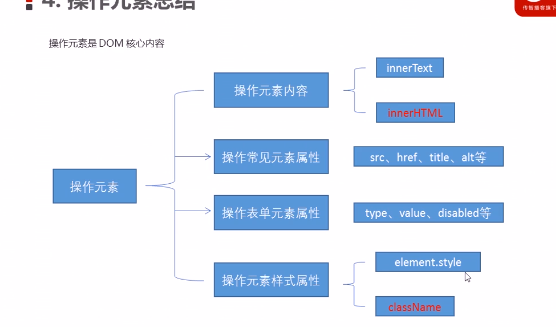 4. 操作元素总结
传智播客旗下
操作元素是 DOM 核心内容
操作元素
操作元素内容
innerText
innerHTML
操作常见元素属性
src、href、title、alt等
操作表单元素属性
type、value、disabled等
操作元素样式属性
element.style
className